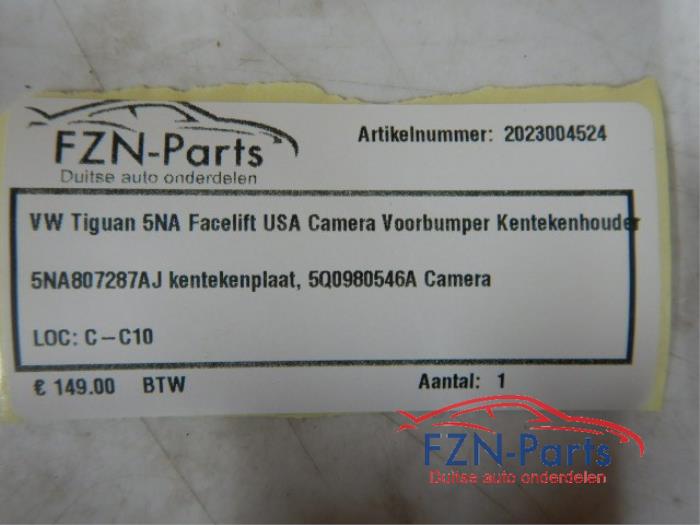 FZN-Parts
Duitse auto onderdelen
Artikelnummer: 2023004524
VW Tiguan 5NA Facelift USA Camera Voorbumper Kentekenhouder
5NA807287AJ kentekenplaat, 5Q0980546A Camera
LOC: C-C10
€ 149.00 BTW
Aantal: 1
FZN-Parts
Duitse auto onderdelen